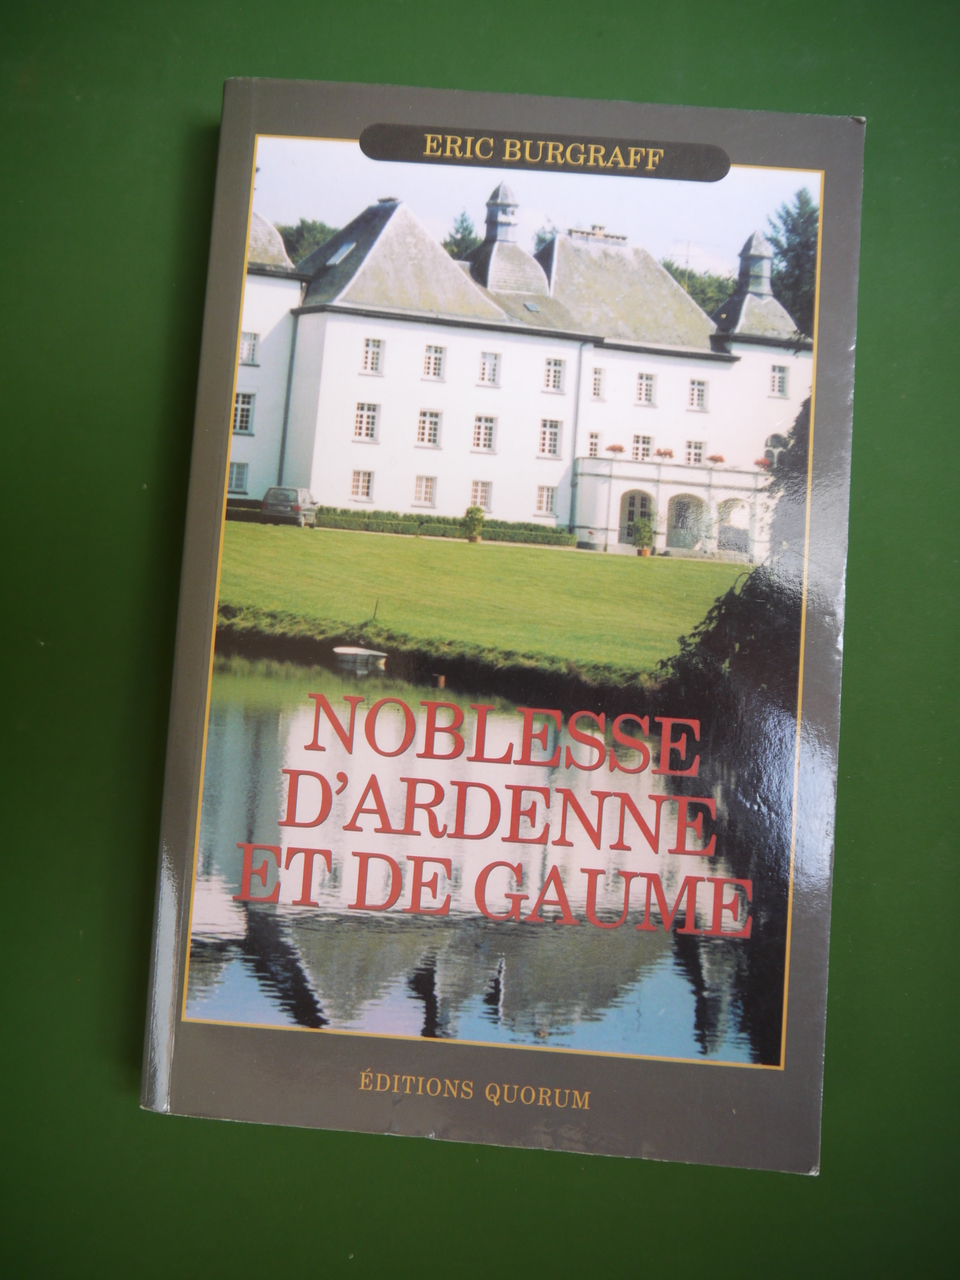 ERIC BURGRAFF
NOBLESSE
D'ARDENNE
ET DE GAUME
ÉDITIONS QUORUM